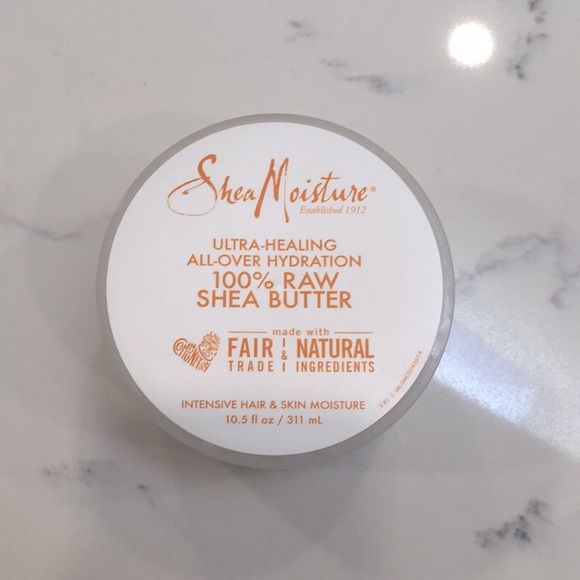 SheaMoisture®
Established 1912
ULTRA-HEALING
ALL-OVER HYDRATION
100% RAW
SHEA BUTTER
made with
FAIR & NATURAL
TRADE INGREDIENTS
INTENSIVE HAIR & SKIN MOISTURE
10.5 fl oz / 311 mL